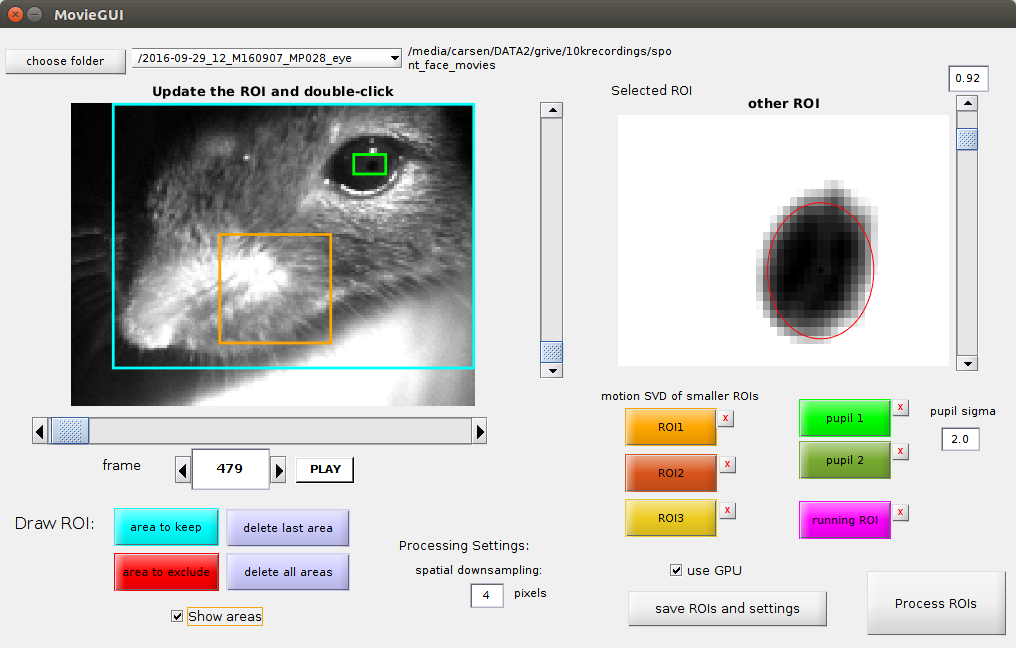 MovieGUI
choose folder
/2016-09-29_12_M160907_MP028_eye
/media/carsen/DATA2/grive/10krecordings/spo
nt_face_movies
Update the ROI and double-click
Selected ROI
0.92
other ROI
motion SVD of smaller ROIs
ROI1
x
ROI2
x
ROI3
x
pupil 1
x
pupil 2
x
running ROI
x
pupil sigma
2.0
frame
479
PLAY
Draw ROI:
area to keep
delete last area
area to exclude
delete all areas
Show areas
Processing Settings:
spatial downsampling:
4
pixels
use GPU
save ROIs and settings
Process ROIs